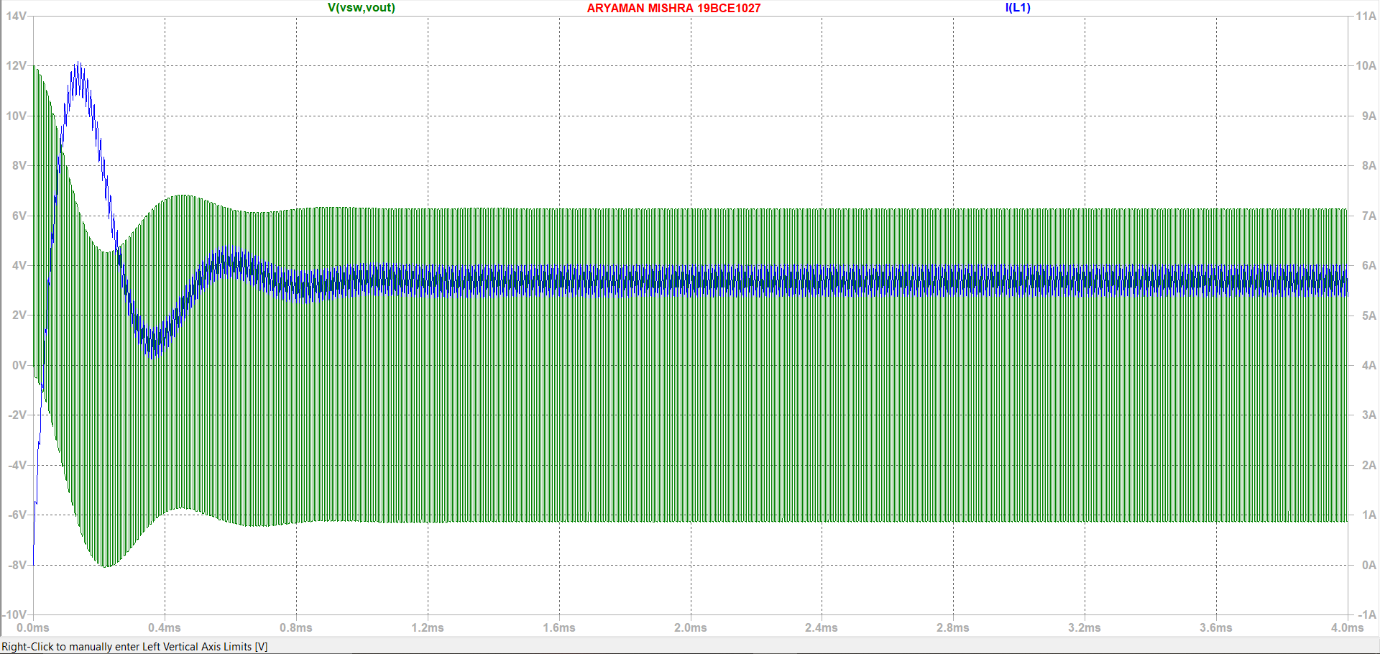 V(vsw,vout) ARYAMAN MISHRA 19BCE1027 I(L1)
14V 11A
12V 10A
10V 9A
8V 8A
6V 7A
4V 6A
2V 5A
0V 4A
-2V 3A
-4V 2A
-6V 1A
-8V 0A
-10V -1A
0.0ms 0.4ms 0.8ms 1.2ms 1.6ms 2.0ms 2.4ms 2.8ms 3.2ms 3.6ms 4.0ms
Right-Click to manually enter Left Vertical Axis Limits [V]